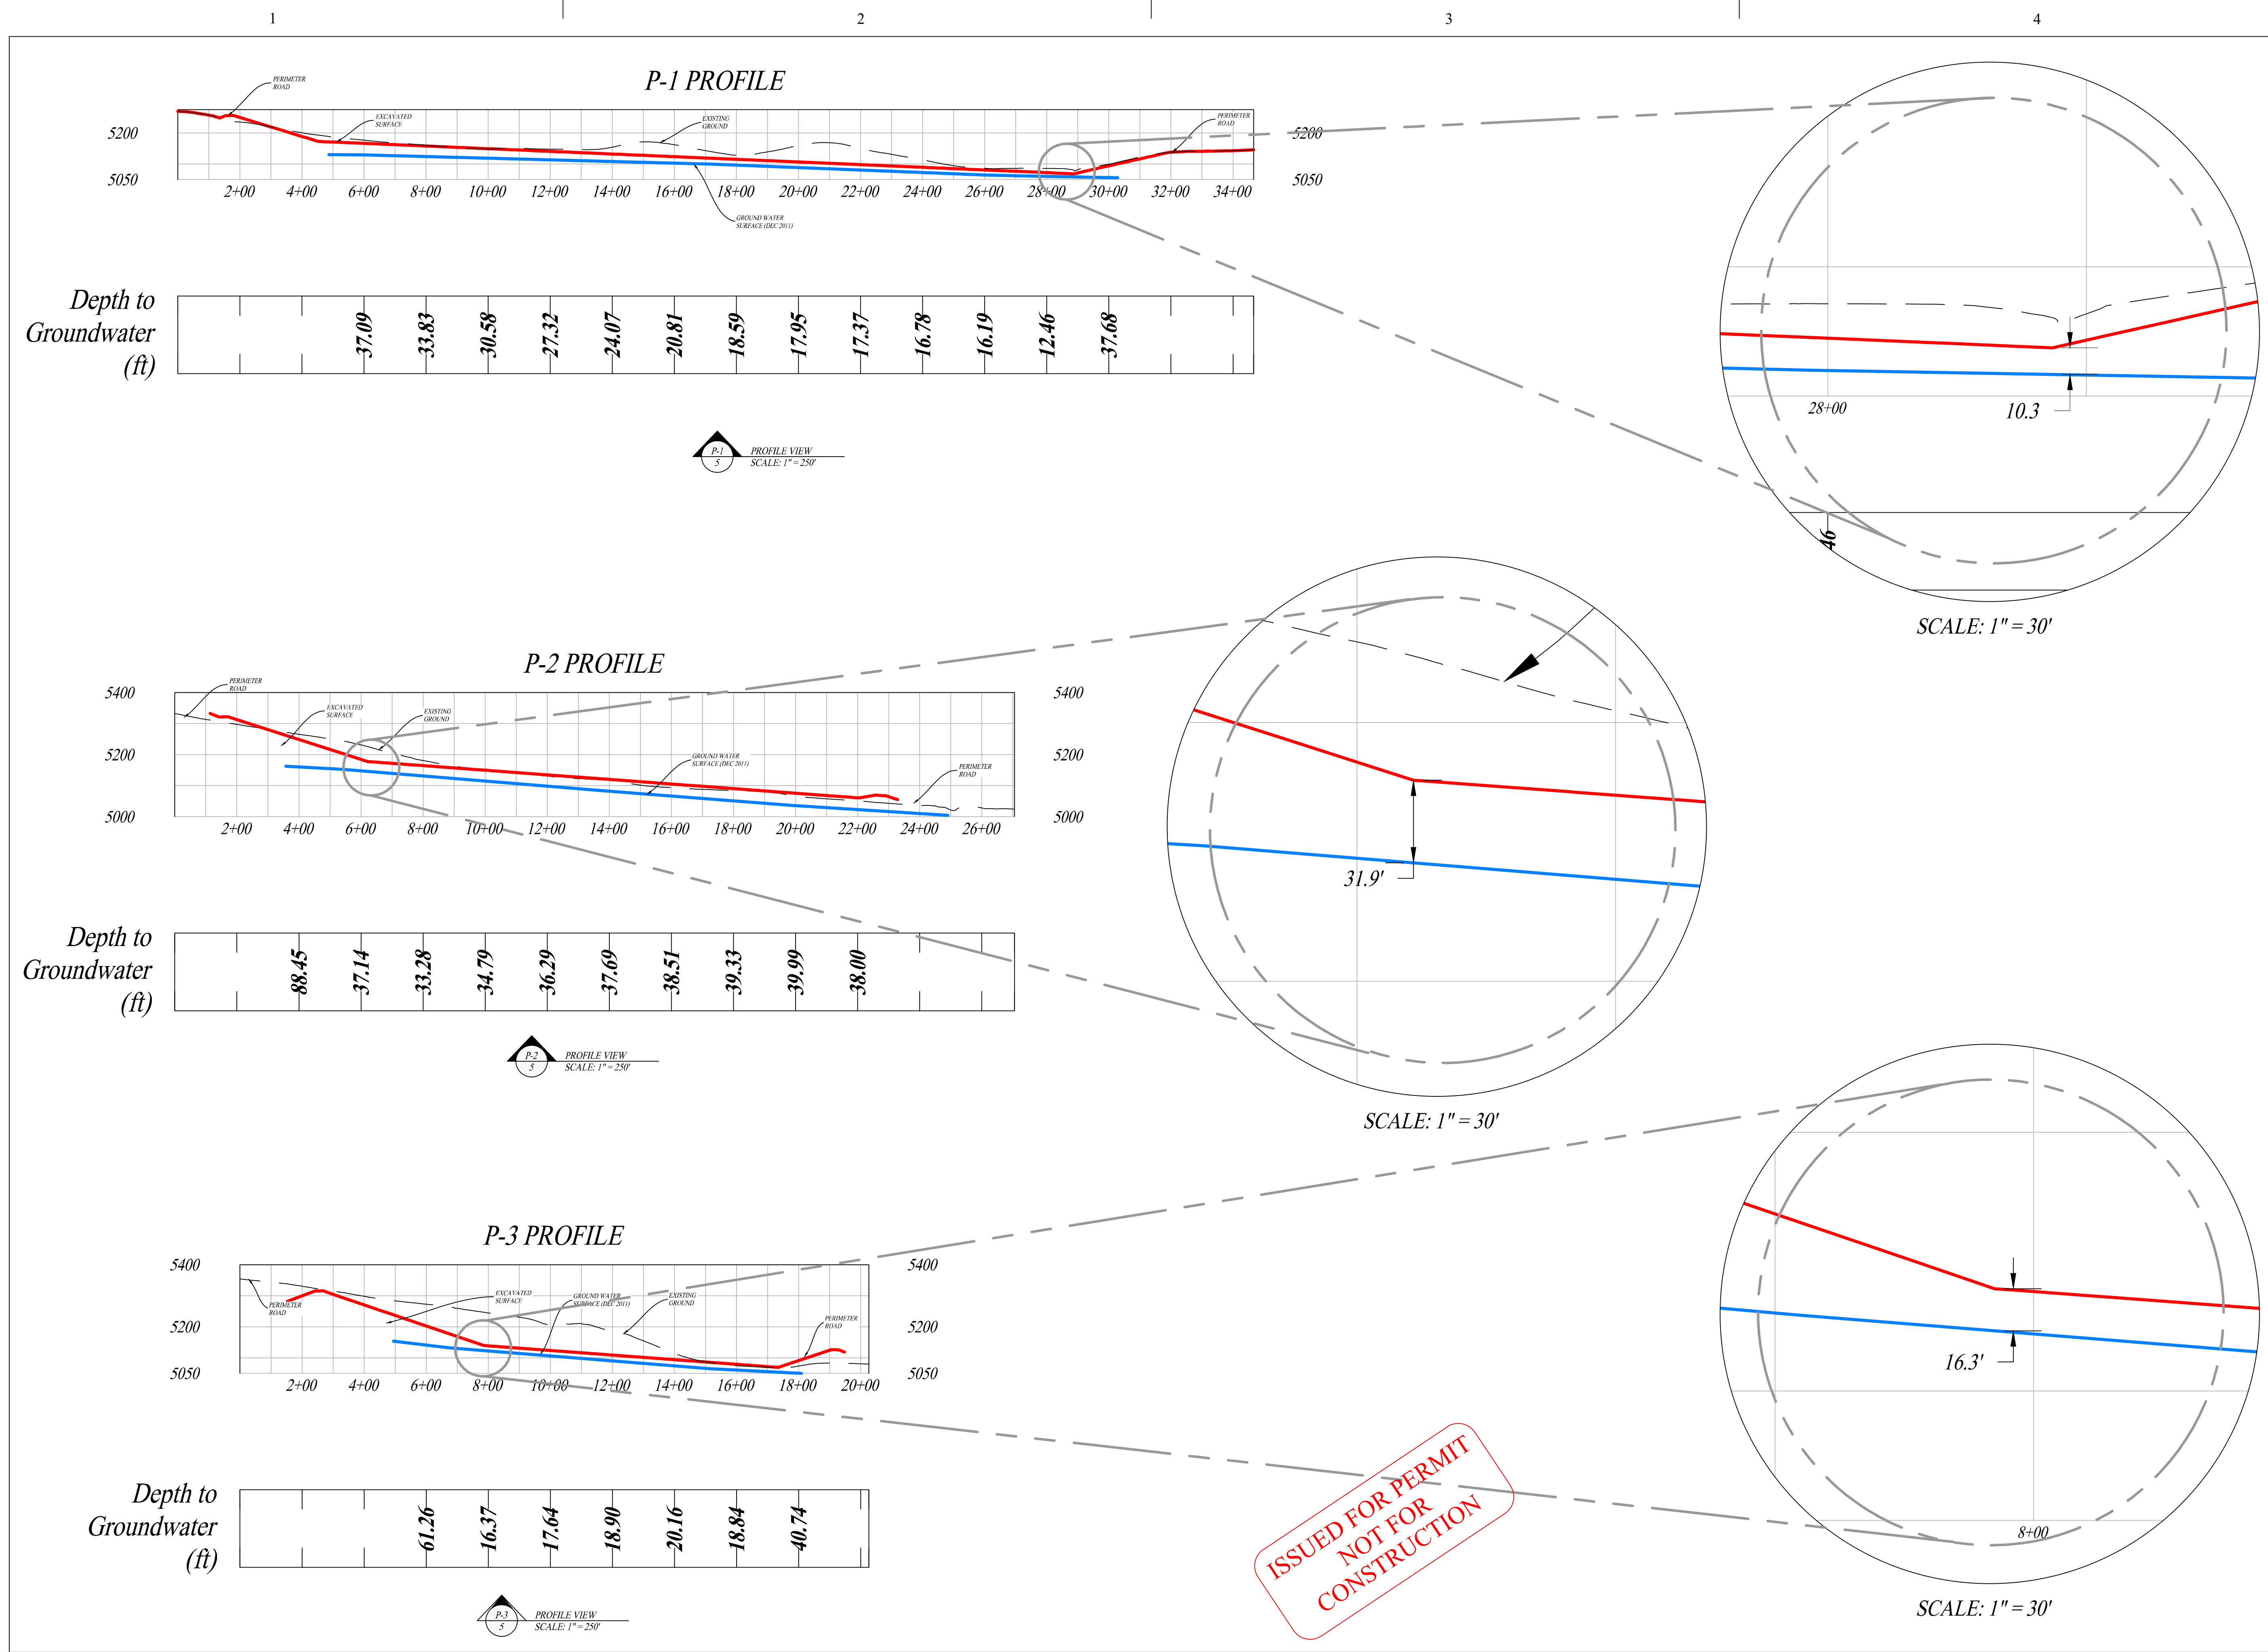 1 2 3 4
P-1 PROFILE
PERIMETER
ROAD
EXCAVATED
SURFACE
EXISTING
GROUND
PERIMETER
ROAD
5200 5200
5050 5050
2+00 4+00 6+00 8+00 10+00 12+00 14+00 16+00 18+00 20+00 22+00 24+00 26+00 28+00 30+00 32+00 34+00
GROUND WATER
SURFACE (DEC 2011)
Depth to
Groundwater
(ft)
37.09 33.83 30.58 27.32 24.07 20.81 18.59 17.95 17.37 16.78 16.19 12.46 37.68
P-1
5
PROFILE VIEW
SCALE: 1" = 250'
28+00
10.3
46
SCALE: 1" = 30'
P-2 PROFILE
PERIMETER
ROAD
EXCAVATED
SURFACE
EXISTING
GROUND
GROUND WATER
SURFACE (DEC 2011)
PERIMETER
ROAD
5400 5400
5200 5200
5000 5000
2+00 4+00 6+00 8+00 10+00 12+00 14+00 16+00 18+00 20+00 22+00 24+00 26+00
Depth to
Groundwater
(ft)
88.45 37.14 33.28 34.79 36.29 37.69 38.51 39.33 39.99 38.00
P-2
5
PROFILE VIEW
SCALE: 1" = 250'
31.9'
SCALE: 1" = 30'
P-3 PROFILE
5400 5400
5200 5200
5050 5050
PERIMETER
ROAD
EXCAVATED
SURFACE
GROUND WATER
SURFACE (DEC 2011)
EXISTING
GROUND
PERIMETER
ROAD
2+00 4+00 6+00 8+00 10+00 12+00 14+00 16+00 18+00 20+00
Depth to
Groundwater
(ft)
61.26 16.37 17.64 18.90 20.16 18.84 40.74
P-3
5
PROFILE VIEW
SCALE: 1" = 250'
16.3'
8+00
SCALE: 1" = 30'
ISSUED FOR PERMIT
NOT FOR
CONSTRUCTION